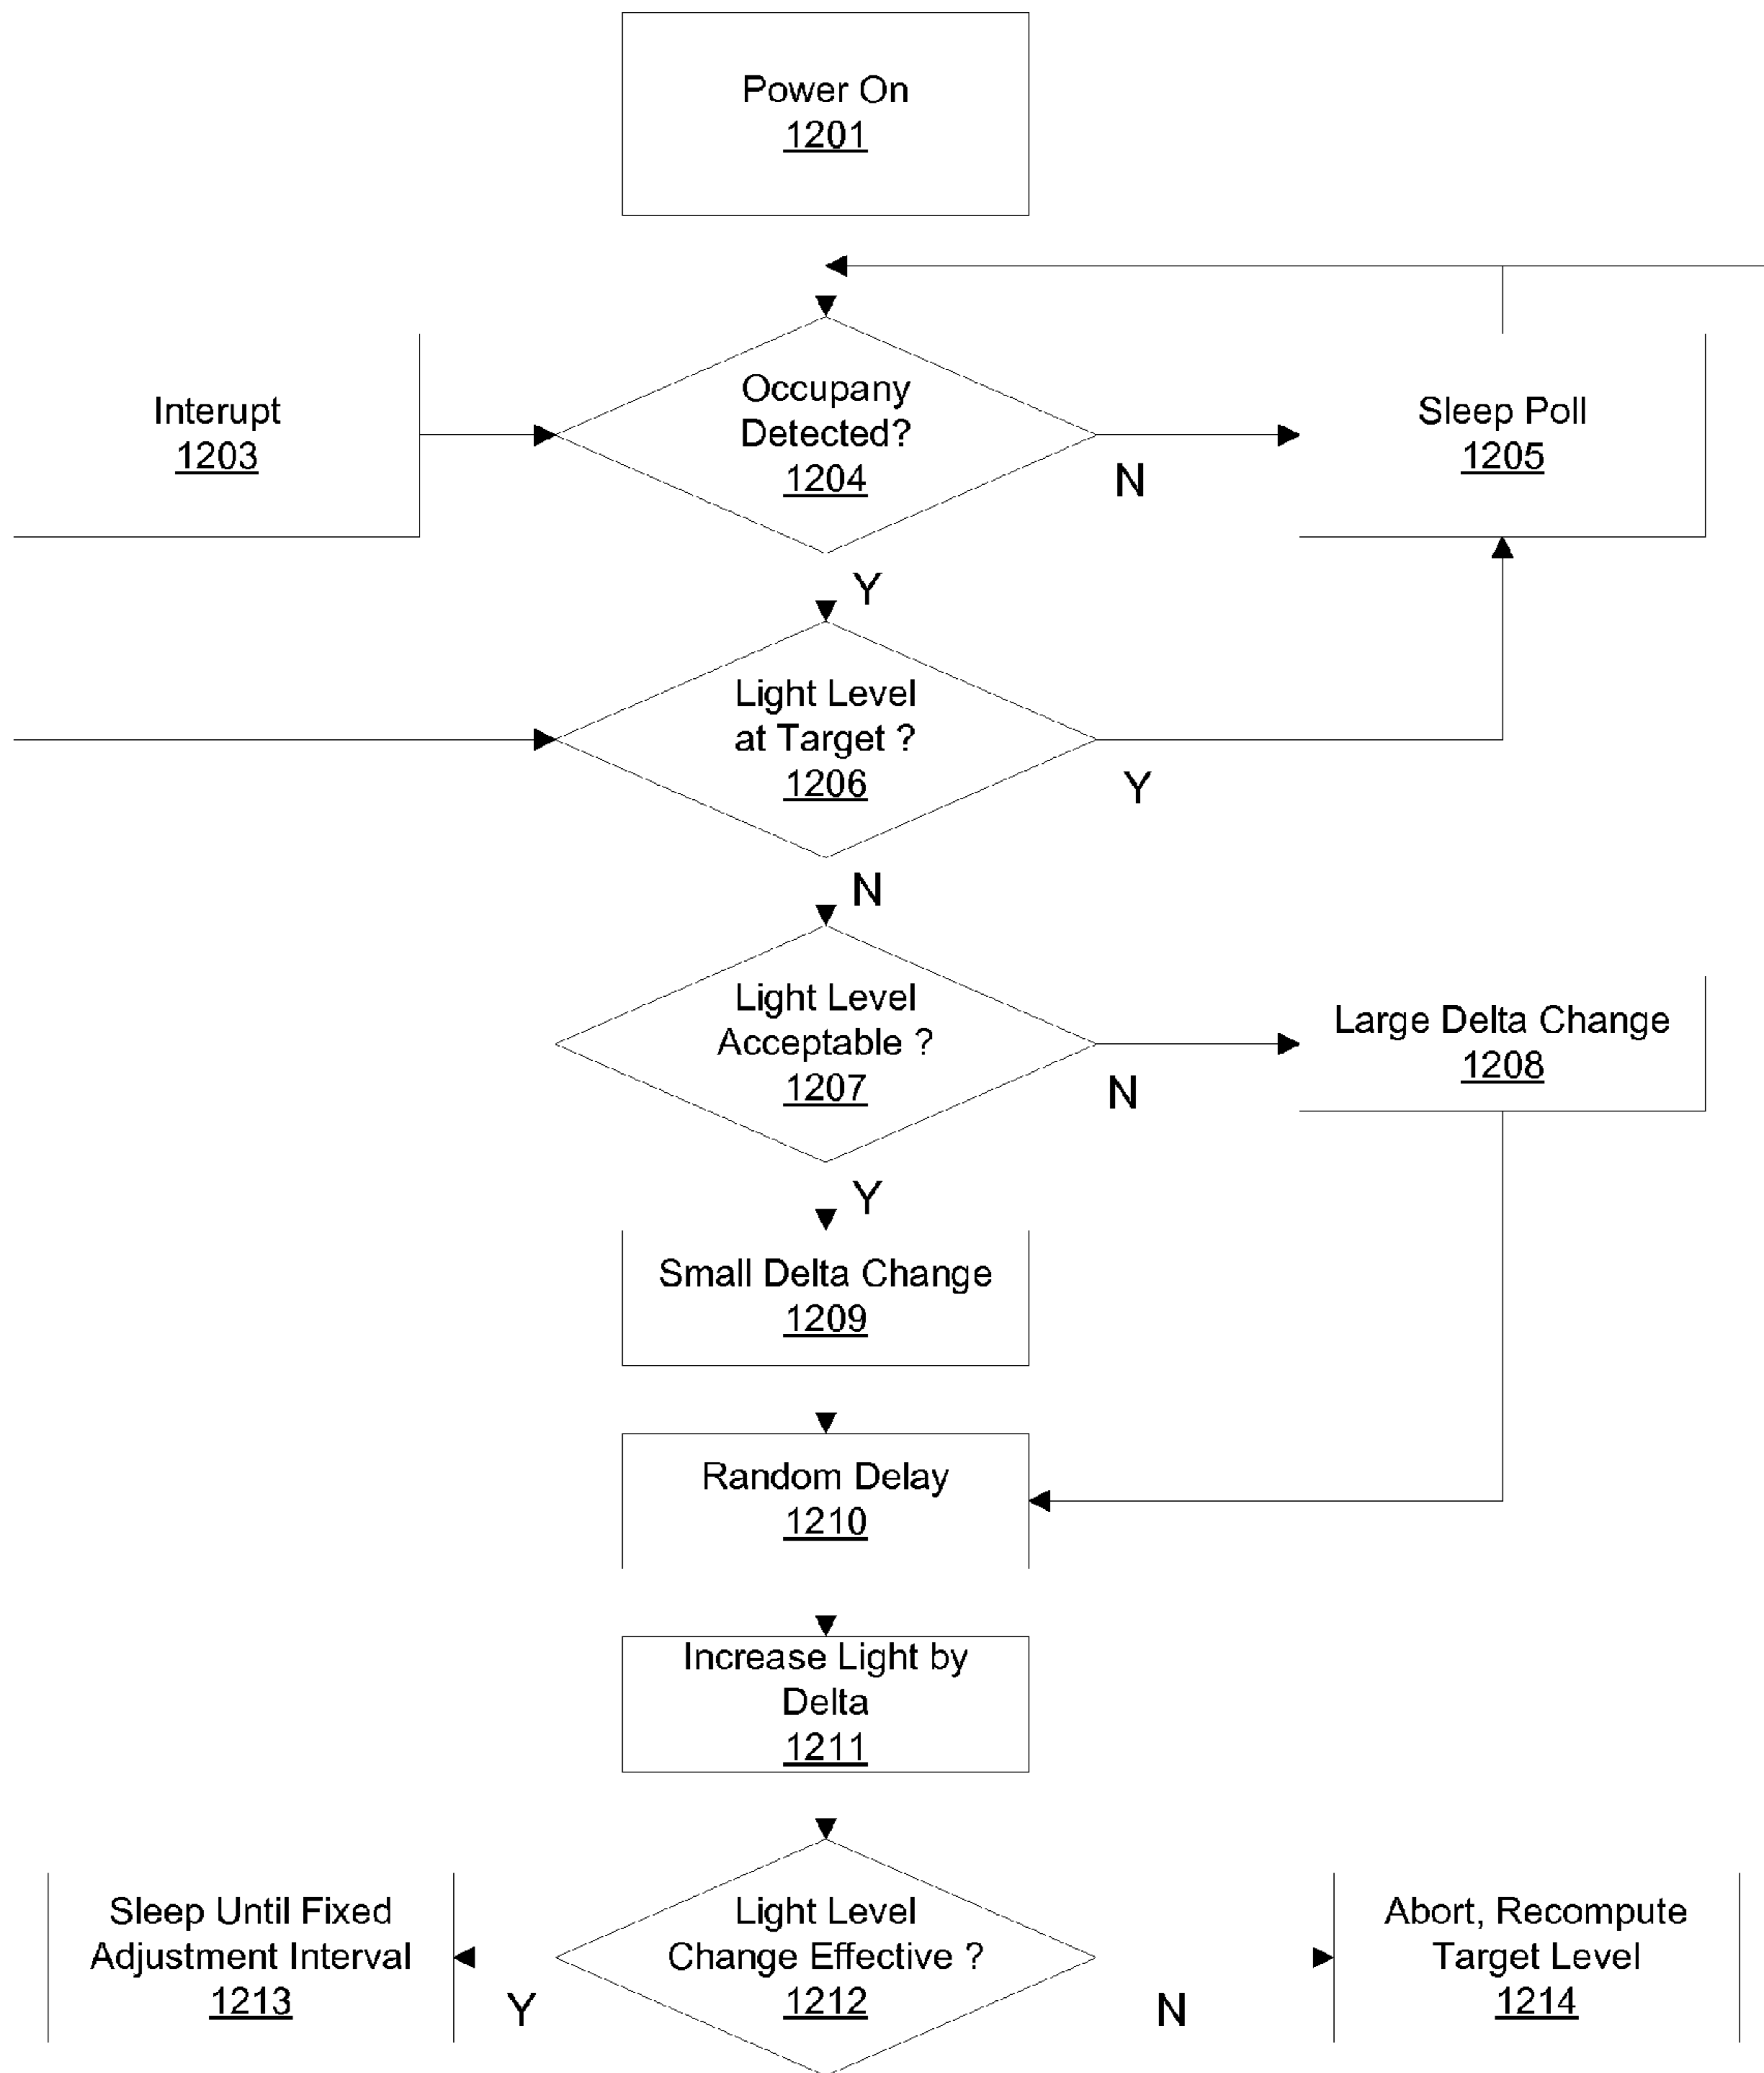 Power On
1201
Interupt
1203
Occupany
Detected?
1204
N
Sleep Poll
1205
Y
Light Level
at Target ?
1206
Y
N
Light Level
Acceptable ?
1207
N
Large Delta Change
1208
Y
Small Delta Change
1209
Random Delay
1210
Increase Light by
Delta
1211
Sleep Until Fixed
Adjustment Interval
1213
Y
Light Level
Change Effective ?
1212
N
Abort, Recompute
Target Level
1214